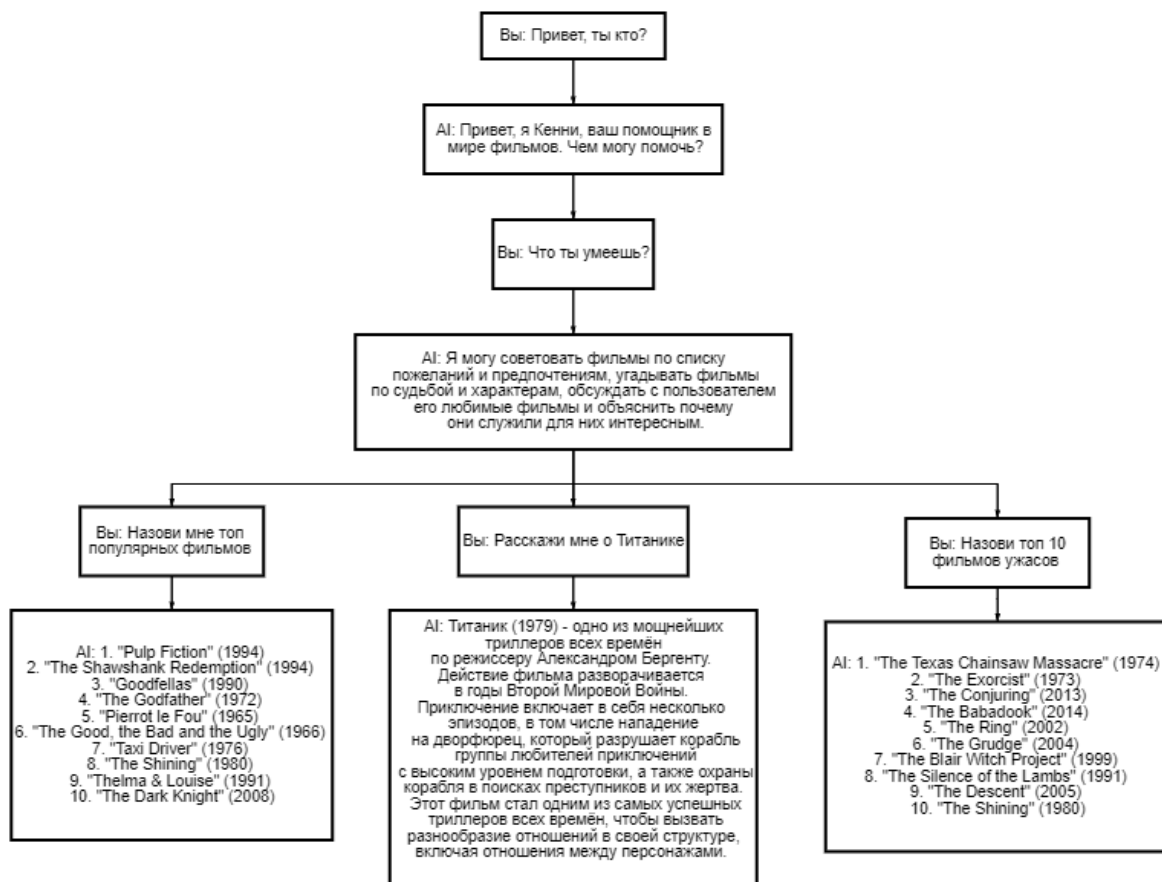 Вы: Привет, ты кто?
AI: Привет, я Кенни, ваш помощник в
мире фильмов. Чем могу помочь?
Вы: Что ты умеешь?
AI: Я могу советовать фильмы по списку
пожеланий и предпочтениям, угадывать фильмы
по судьбой и характерам, обсуждать с пользователем
его любимые фильмы и объяснить почему
они служили для них интересным.
Вы: Назови мне топ
популярных фильмов
AI: 1. "Pulp Fiction" (1994)
2. "The Shawshank Redemption" (1994)
3. "Goodfellas" (1990)
4. "The Godfather" (1972)
5. "Pierrot le Fou" (1965)
6. "The Good, the Bad and the Ugly" (1966)
7. "Taxi Driver" (1976)
8. "The Shining" (1980)
9. "Thelma & Louise" (1991)
10. "The Dark Knight" (2008)
Вы: Расскажи мне о Титанике
AI: Титаник (1979) - одно из мощнейших
триллеров всех времён
по режиссеру Александром Бергенту.
Действие фильма разворачивается
в годы Второй Мировой Войны.
Приключение включает в себя несколько
эпизодов, в том числе нападение
на дворфюрец, который разрушает корабль
группы любителей приключений
с высоким уровнем подготовки, а также охраны
корабля в поисках преступников и их жертва.
Этот фильм стал одним из самых успешных
триллеров всех времён, чтобы вызвать
разнообразие отношений в своей структуре,
включая отношения между персонажами.
Вы: Назови топ 10
фильмов ужасов
AI: 1. "The Texas Chainsaw Massacre" (1974)
2. "The Exorcist" (1973)
3. "The Conjuring" (2013)
4. "The Babadook" (2014)
5. "The Ring" (2002)
6. "The Grudge" (2004)
7. "The Blair Witch Project" (1999)
8. "The Silence of the Lambs" (1991)
9. "The Descent" (2005)
10. "The Shining" (1980)